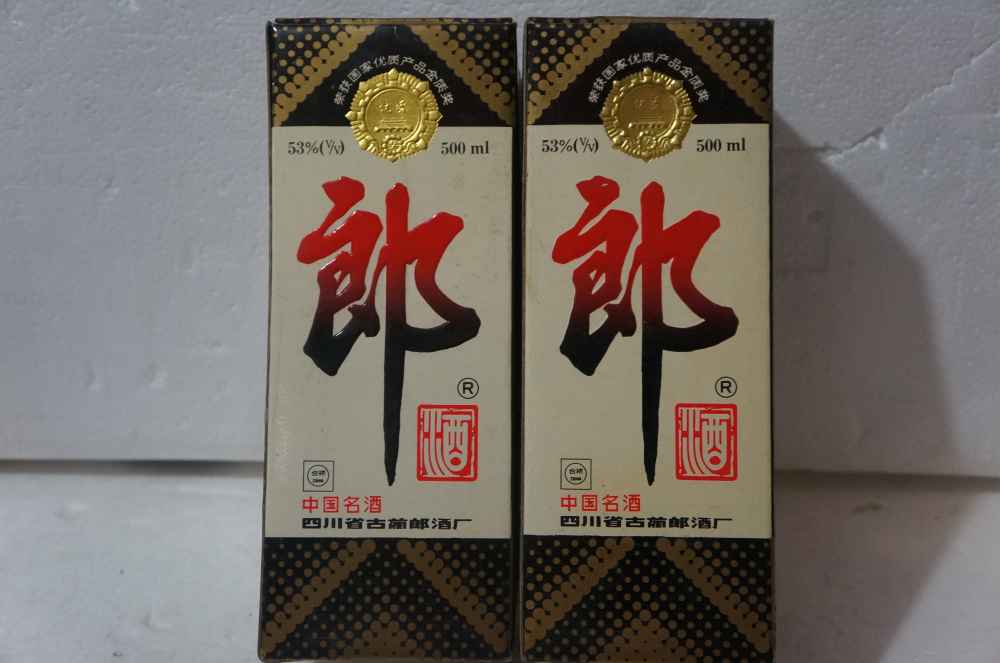 荣获国家优质产品金质奖
53%(V/V) 500 ml
郎
®
酒
中国名酒
四川省古蔺郎酒厂
荣获国家优质产品金质奖
53%(V/V) 500 ml
郎
®
酒
中国名酒
四川省古蔺郎酒厂